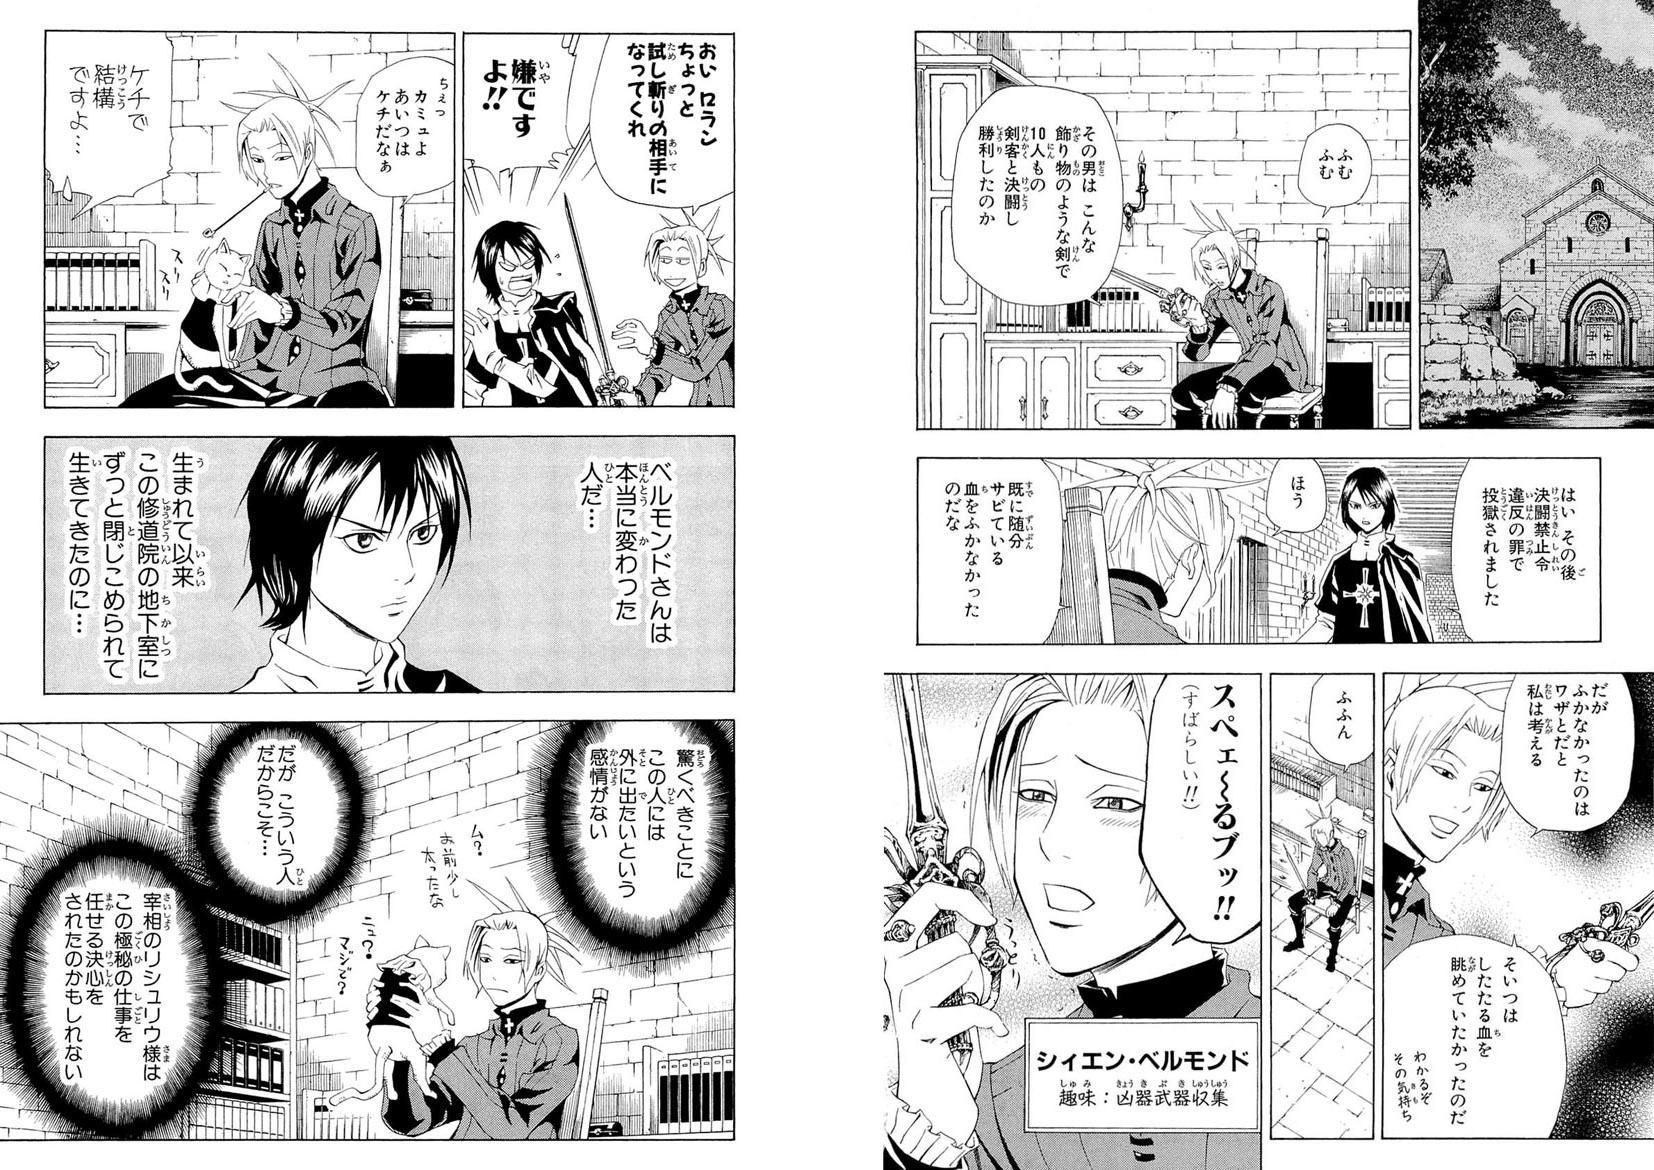 ふむ
ふむ
その男は こんな
飾り物のような剣で
10人もの
剣客と決闘し
勝利したのか
はい その後
決闘禁止令
違反の罪で
投獄されました
ほう
既に随分
サビている
血をふかなかった
のだな
だが
ふかなかったのは
ワザとだと
私は考える
そいつは
したたる血を
眺めていたかったのだ
わかるぞ
その気持ち
ふふん
スペェ〜るブッ!!
(すばらしい!!)
うっとり
シィエン・ベルモンド
趣味：凶器武器収集
おい ロラン
ちょっと
試し斬りの相手に
なってくれ
嫌です
よ!!
ちぇっ
カミュよ
あいつは
ケチだなぁ
ケチで
結構
ですよ…
スリ
スリ
ベルモンドさんは
本当に変わった
人だ…
生まれて以来
この修道院の地下室に
ずっと閉じこめられて
生きてきたのに…
驚くべきことに
この人には
外に出たいという
感情がない
ム?
お前少し
太ったな
ニュ?
マジで?
だが こういう人
だからこそ…
宰相のリシュリウ様は
この極秘の仕事を
任せる決心を
されたのかもしれない